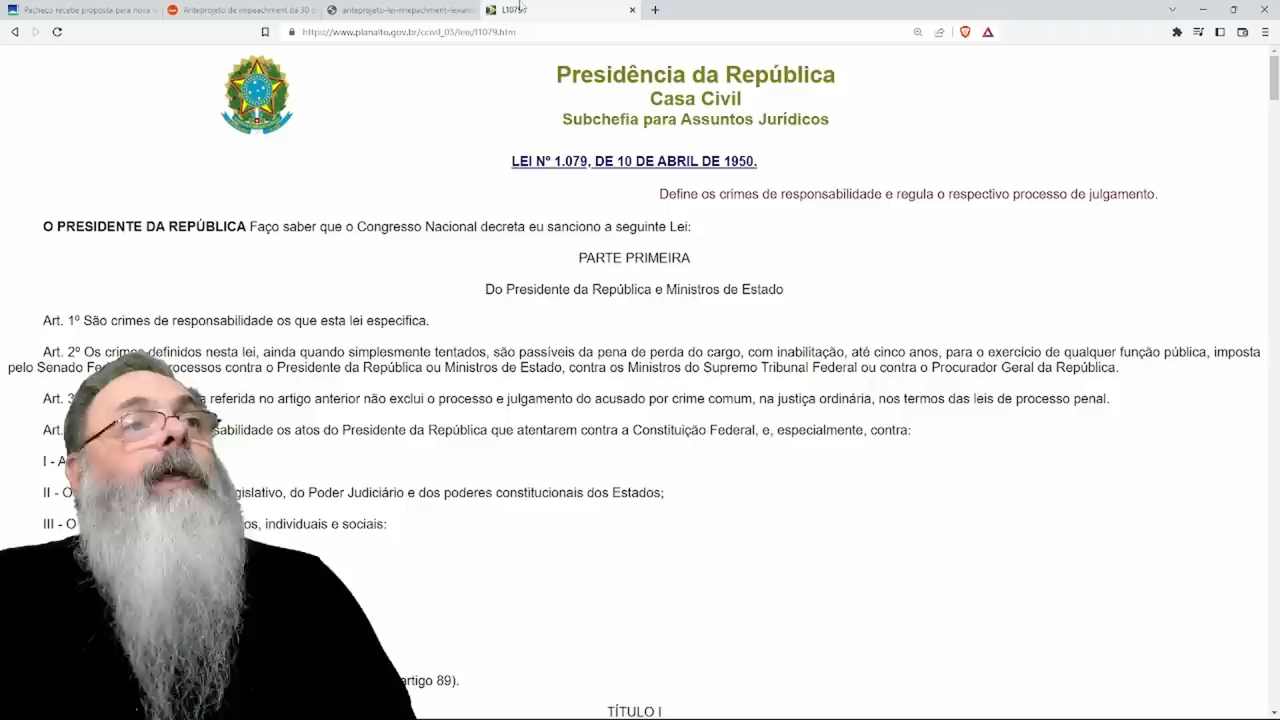 Pacheco recebe proposta para nova
Anteprojeto de impeachment dá 30
anteprojeto-lei-impeachment-lewand
L1079
https://www.planalto.gov.br/ccivil_03/leis/l1079.htm
Presidência da República
Casa Civil
Subchefia para Assuntos Jurídicos
LEI Nº 1.079, DE 10 DE ABRIL DE 1950.
Define os crimes de responsabilidade e regula o respectivo processo de julgamento.
O PRESIDENTE DA REPÚBLICA Faço saber que o Congresso Nacional decreta eu sanciono a seguinte Lei:
PARTE PRIMEIRA
Do Presidente da República e Ministros de Estado
Art. 1º São crimes de responsabilidade os que esta lei especifica.
Art. 2º Os crimes definidos nesta lei, ainda quando simplesmente tentados, são passíveis da pena de perda do cargo, com inabilitação, até cinco anos, para o exercício de qualquer função pública, imposta
pelo Senado processos contra o Presidente da República ou Ministros de Estado, contra os Ministros do Supremo Tribunal Federal ou contra o Procurador Geral da República.
Art. 3 referida no artigo anterior não exclui o processo e julgamento do acusado por crime comum, na justiça ordinária, nos termos das leis de processo penal.
Art. os atos do Presidente da República que atentarem contra a Constituição Federal, e, especialmente, contra:
I - A
II - O do Poder Judiciário e dos poderes constitucionais dos Estados;
III - O individuais e sociais:
artigo 89).
TÍTULO I